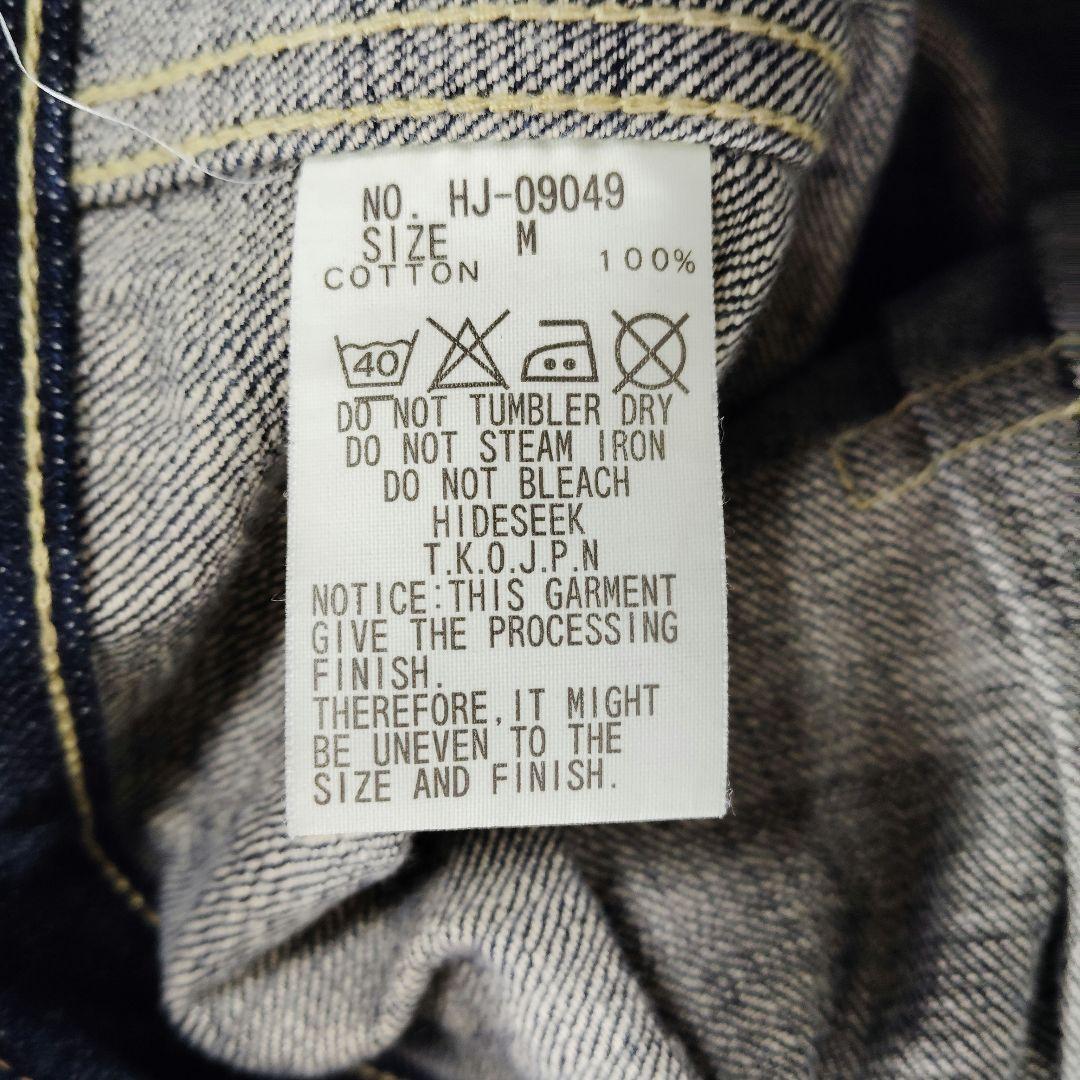 NO. HJ-09049
SIZE M
COTTON 100%
40
DO NOT TUMBLER DRY
DO NOT STEAM IRON
DO NOT BLEACH
HIDESEEK
T.K.O.J.P.N
NOTICE:THIS GARMENT
GIVE THE PROCESSING
FINISH.
THEREFORE,IT MIGHT
BE UNEVEN TO THE
SIZE AND FINISH.